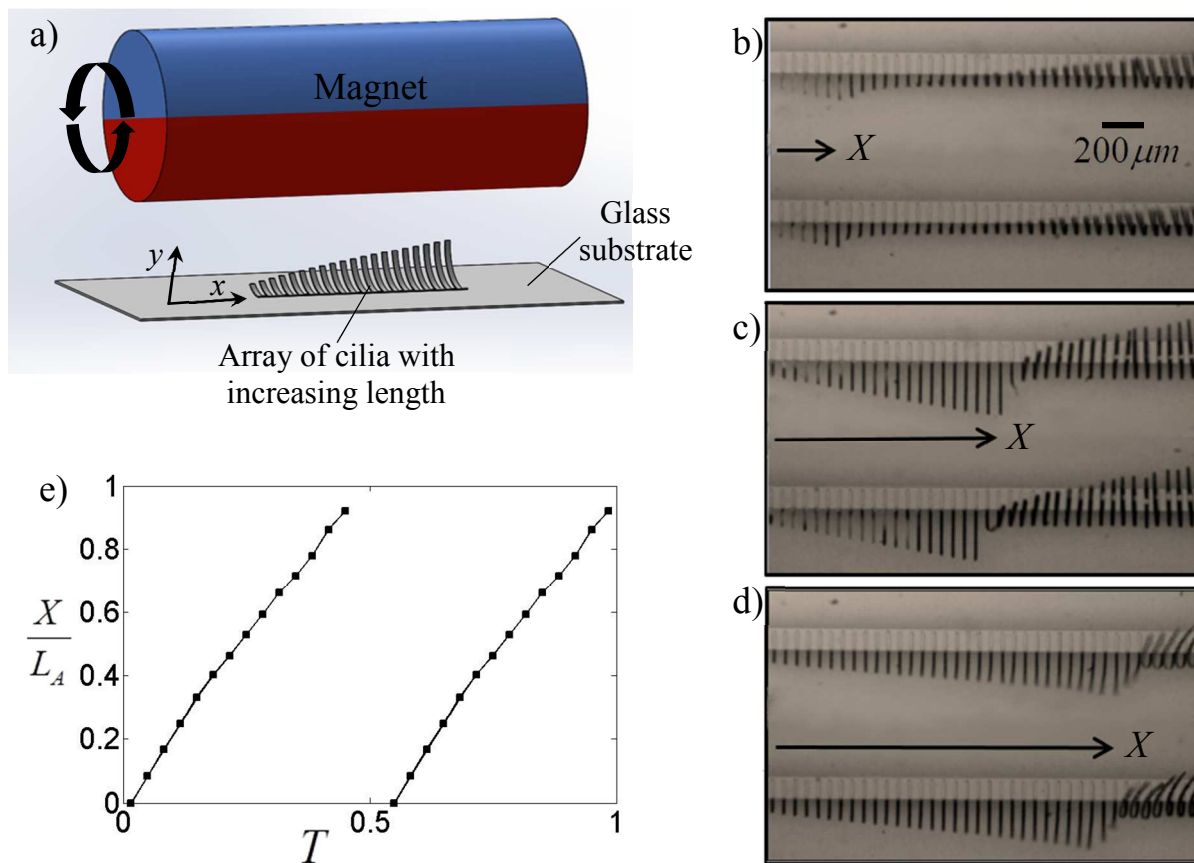 a)
Magnet
Glass
substrate
y
x
Array of cilia with
increasing length
b)
X
200 μm
c)
X
d)
X
e)
1
0.8
0.6
0.4
0.2
0
X
L_A
0
0.5
1
T